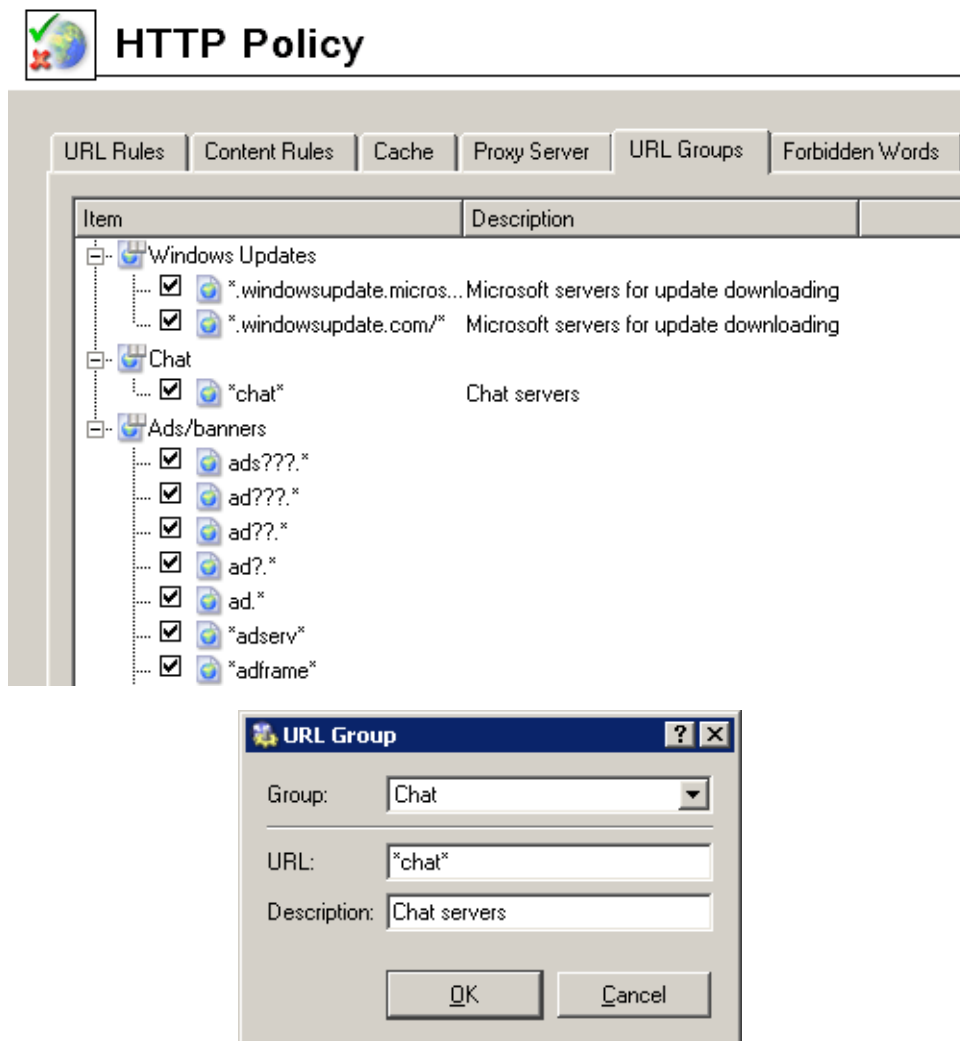 HTTP Policy
URL Rules Content Rules Cache Proxy Server URL Groups Forbidden Words
Item Description
Windows Updates
*.windowsupdate.micros... Microsoft servers for update downloading
*.windowsupdate.com/* Microsoft servers for update downloading
Chat
*chat* Chat servers
Ads/banners
ads???.*
ad???.*
ad??.*
ad?.*
ad.*
*adserv*
*adframe*
URL Group
Group: Chat
URL: *chat*
Description: Chat servers
OK Cancel